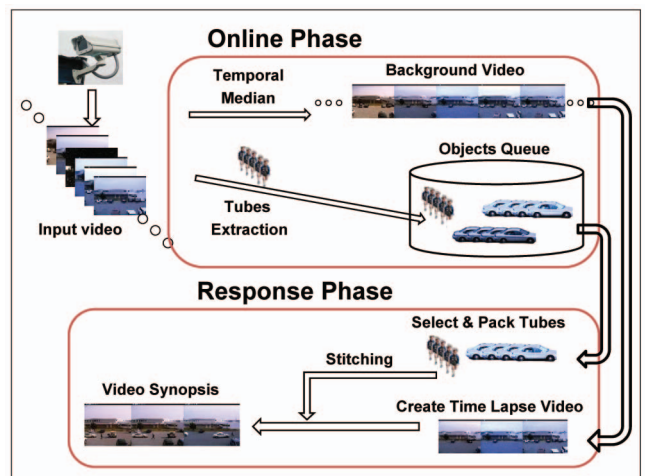 Online Phase
Temporal
Median
Background Video
Objects Queue
Tubes
Extraction
Input video
Response Phase
Select & Pack Tubes
Stitching
Video Synopsis
Create Time Lapse Video